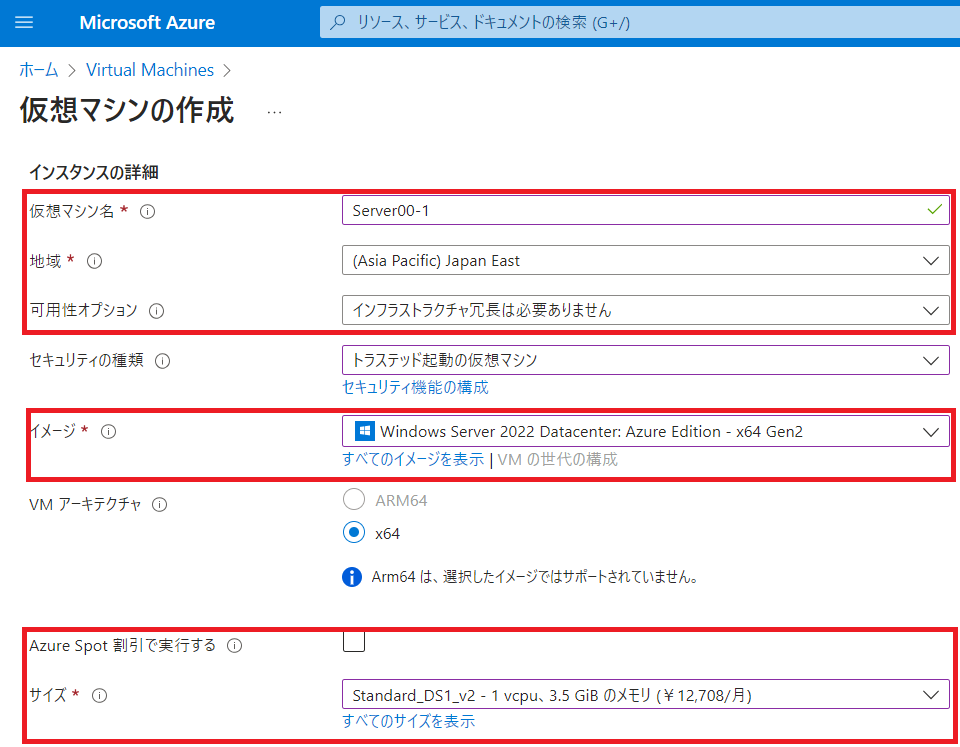 Microsoft Azure
リソース、サービス、ドキュメントの検索 (G+/)
ホーム > Virtual Machines >
仮想マシンの作成 ...
インスタンスの詳細
仮想マシン名 * Server00-1
地域 * (Asia Pacific) Japan East
可用性オプション インフラストラクチャ冗長は必要ありません
セキュリティの種類 トラステッド起動の仮想マシン
セキュリティ機能の構成
イメージ * Windows Server 2022 Datacenter: Azure Edition - x64 Gen2
すべてのイメージを表示 | VM の世代の構成
VM アーキテクチャ ARM64
x64
Arm64 は、選択したイメージではサポートされていません。
Azure Spot 割引で実行する
サイズ * Standard_DS1_v2 - 1 vcpu、3.5 GiB のメモリ (¥12,708/月)
すべてのサイズを表示